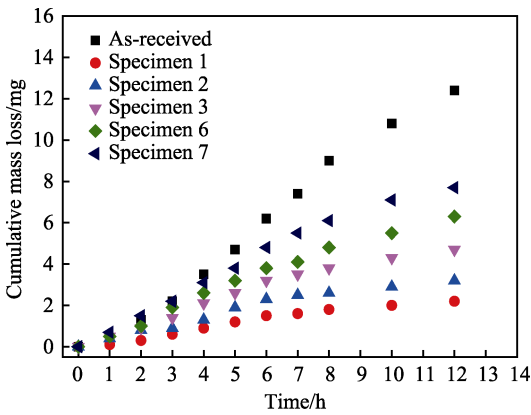 16
14
12
10
8
6
4
2
0
Cumulative mass loss/mg
As-received
Specimen 1
Specimen 2
Specimen 3
Specimen 6
Specimen 7
0 1 2 3 4 5 6 7 8 10 11 12 13 14
Time/h